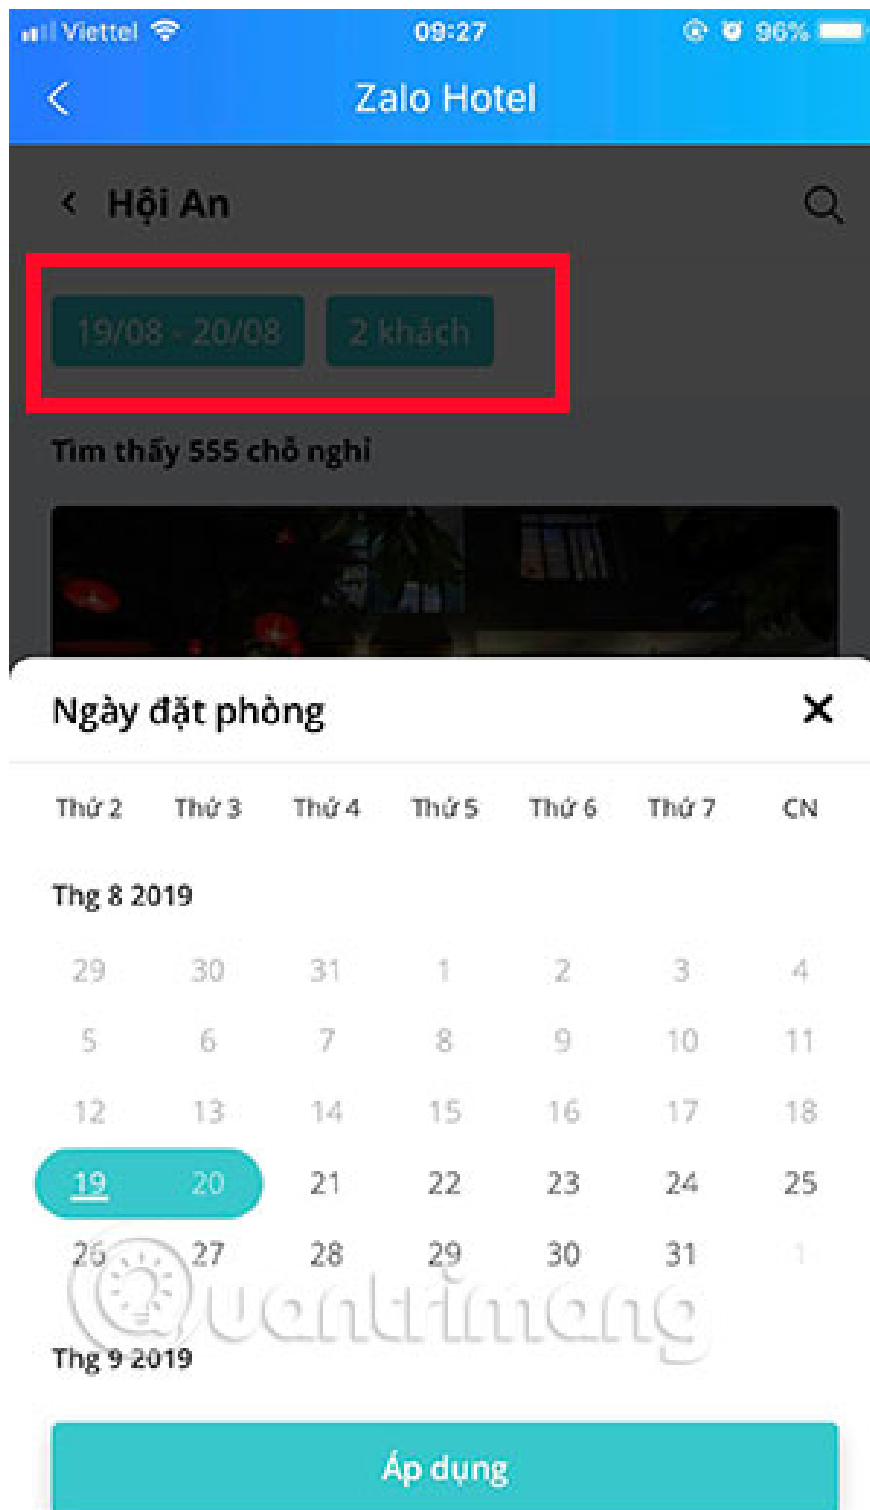 Viettel 09:27 96%
Zalo Hotel
Hội An
19/08 - 20/08 2 khách
Tìm thấy 555 chỗ nghỉ
Ngày đặt phòng
Thứ 2 Thứ 3 Thứ 4 Thứ 5 Thứ 6 Thứ 7 CN
Thg 8 2019
29 30 31 1 2 3 4
5 6 7 8 9 10 11
12 13 14 15 16 17 18
19 20 21 22 23 24 25
26 27 28 29 30 31 1
Quantrimang
Thg 9 2019
Áp dụng